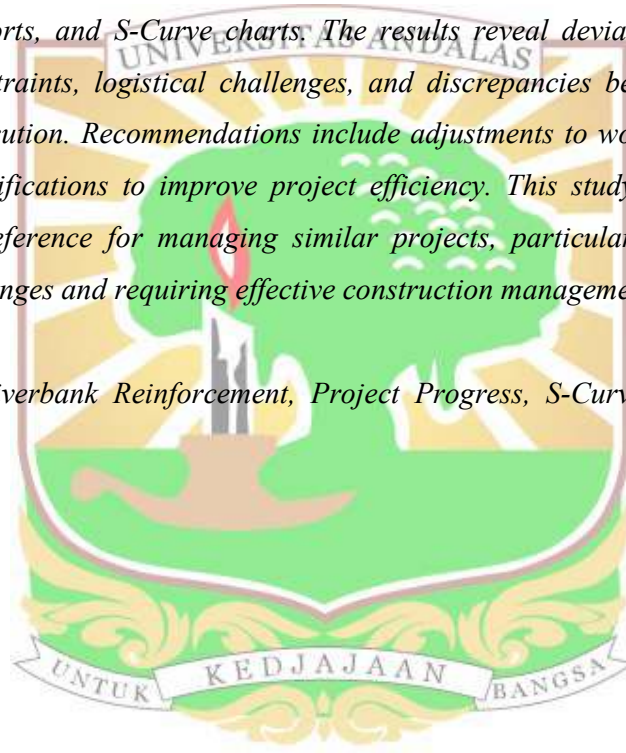 orts, and S-Curve charts. The results reveal devia
UNIVERSITAS ANDALAS
traints, logistical challenges, and discrepancies be
ution. Recommendations include adjustments to wo
ifications to improve project efficiency. This study
eference for managing similar projects, particular
nges and requiring effective construction manageme
verbank Reinforcement, Project Progress, S-Curv
UNTUK KEDJAJAAN BANGSA